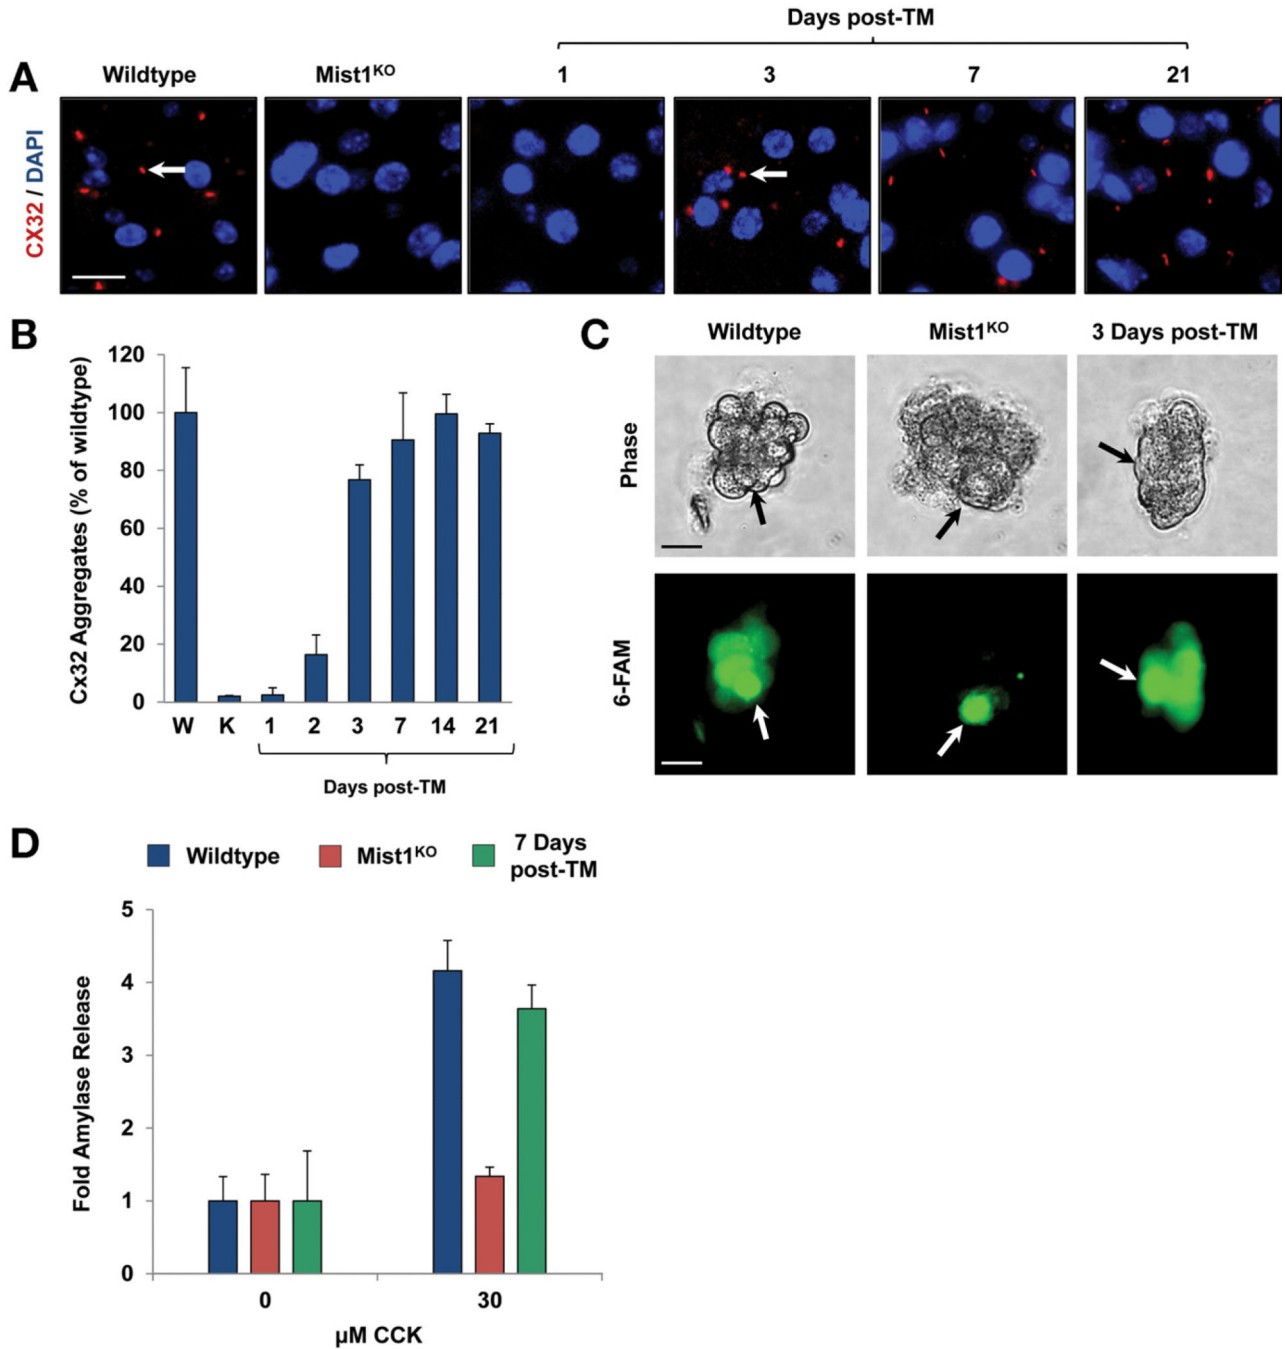 Days post-TM
A
Wildtype
Mist1KO
1
3
7
21
CX32 / DAPI
B
Cx32 Aggregates (% of wildtype)
120
100
80
60
40
20
0
W K 1 2 3 7 14 21
Days post-TM
C
Wildtype
Mist1KO
3 Days post-TM
Phase
6-FAM
D
Wildtype
Mist1KO
7 Days
post-TM
Fold Amylase Release
5
4
3
2
1
0
0 30
µM CCK